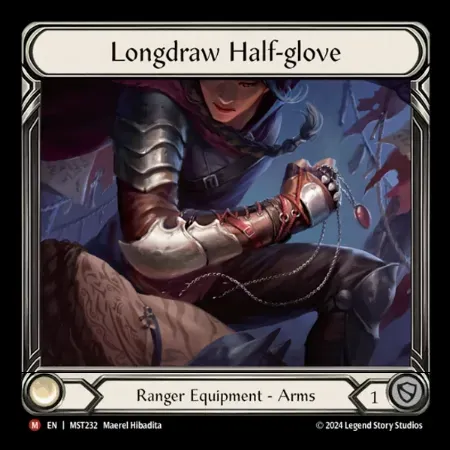 Longdraw Half-glove
Ranger Equipment - Arms
1
M EN | MST232 Maerel Hibadita
© 2024 Legend Story Studios